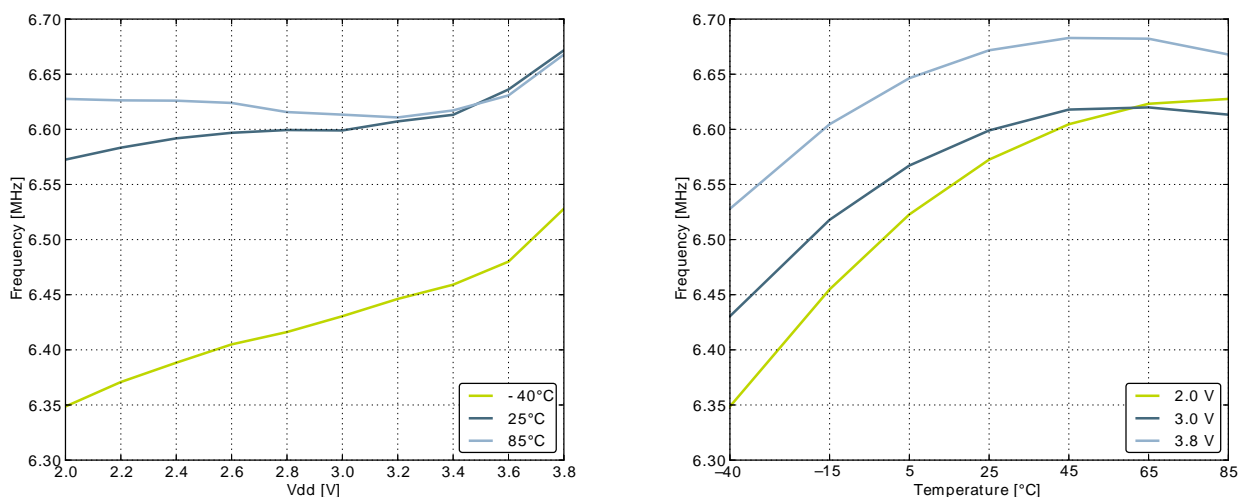 6.70
6.65
6.60
6.55
6.50
6.45
6.40
6.35
6.30
Frequency [MHz]
2.0 2.2 2.4 2.6 2.8 3.0 3.2 3.4 3.6 3.8
Vdd [V]
- 40°C
25°C
85°C
6.70
6.65
6.60
6.55
6.50
6.45
6.40
6.35
6.30
Frequency [MHz]
–40 –15 5 25 45 65 85
Temperature [°C]
2.0 V
3.0 V
3.8 V